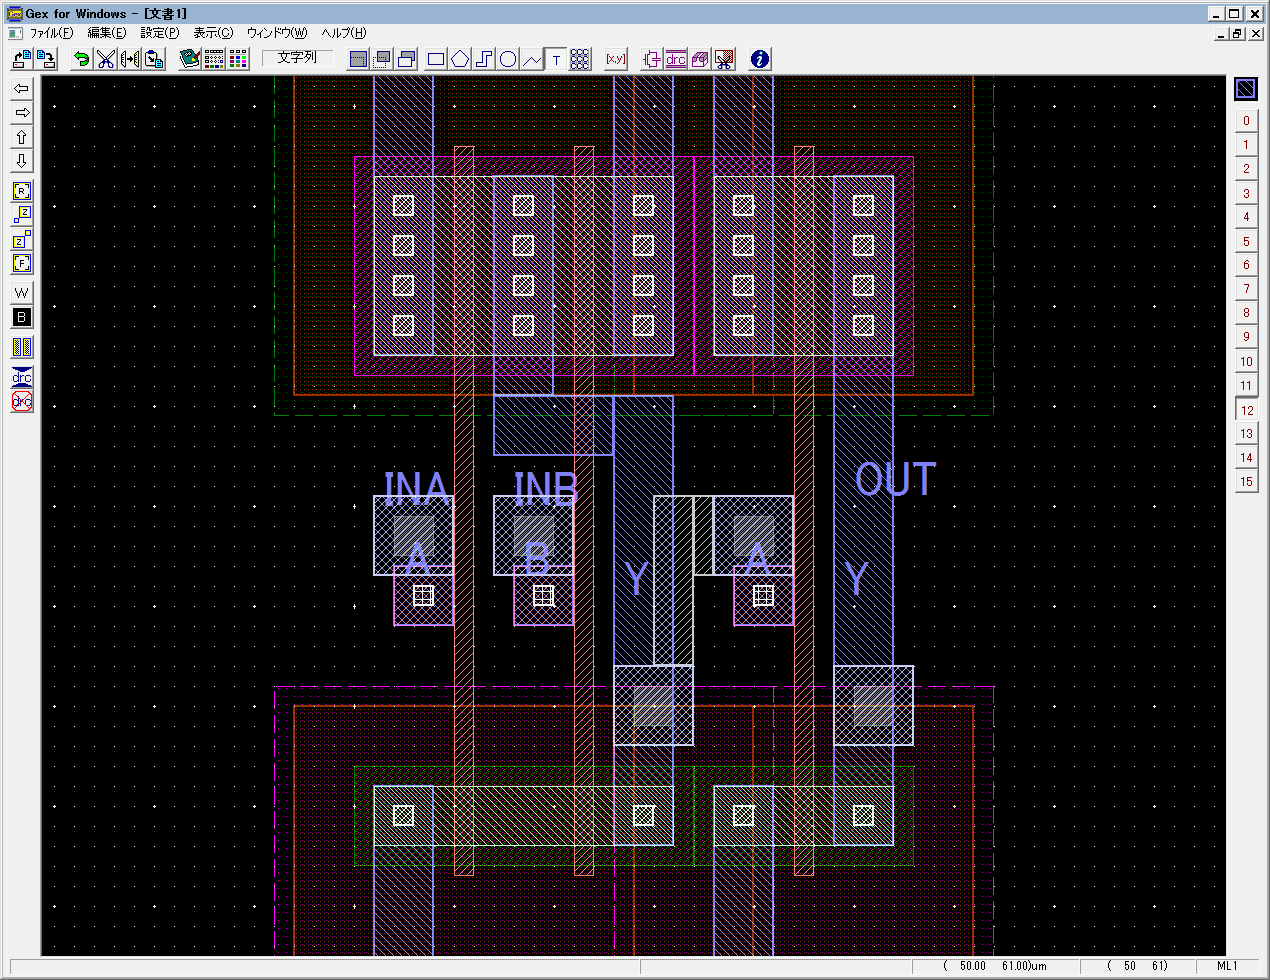 Gex for Windows - [文書1]
ファイル(F) 編集(E) 設定(P) 表示(C) ウィンドウ(W) ヘルプ(H)
文字列 T [x,y] drc i
R
Z
Z
F
W
B
drc
drc
INA INB OUT
A B Y A Y
0
1
2
3
4
5
6
7
8
9
10
11
12
13
14
15
( 50.00 61.00)um ( 50 61) ML1